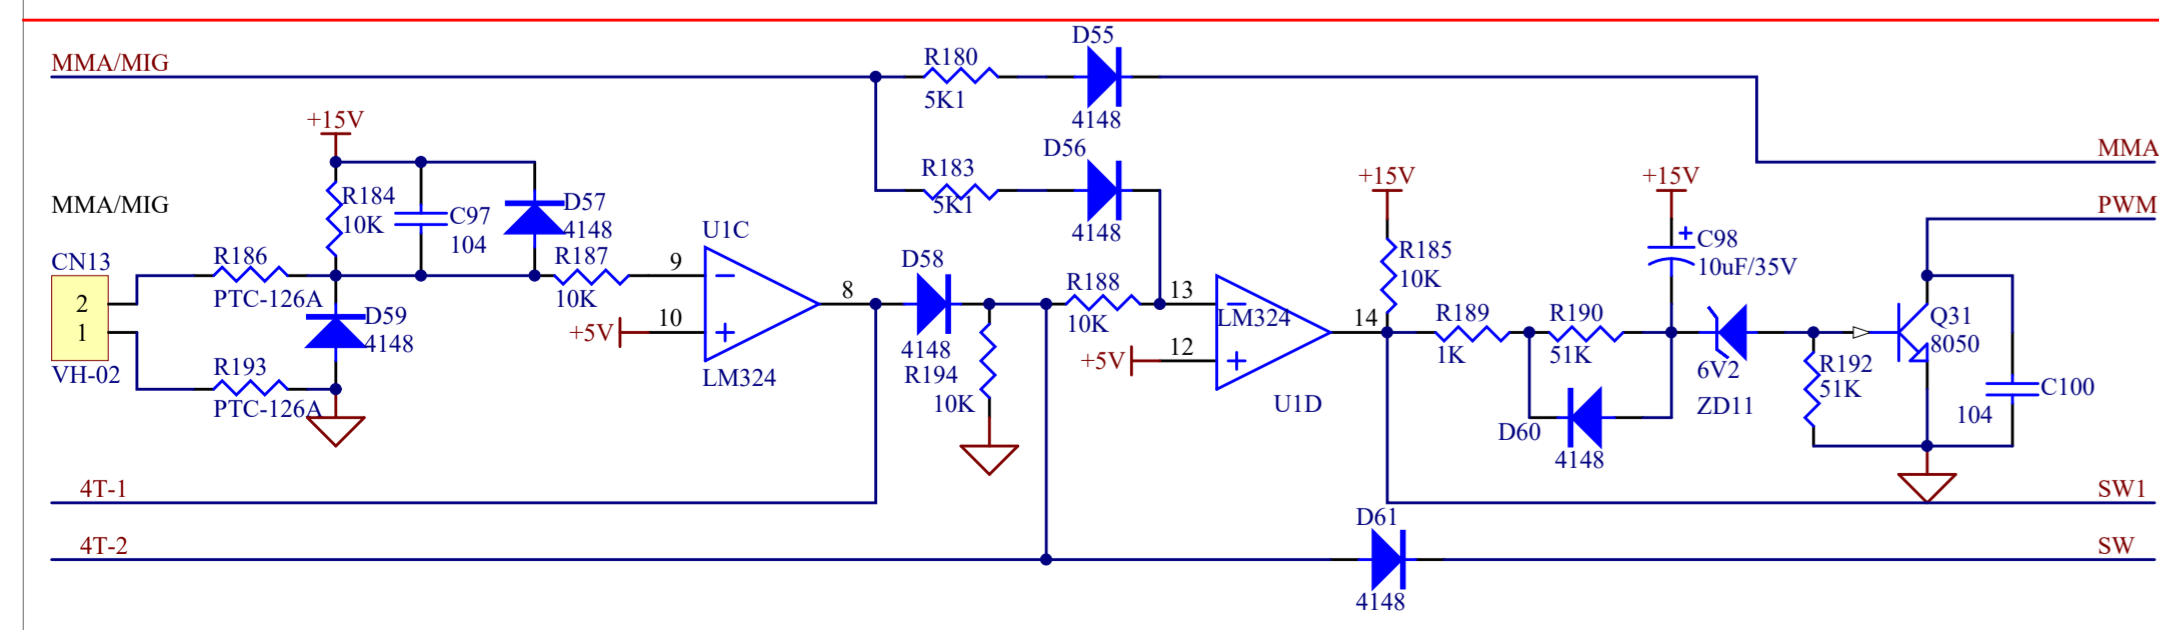 D55
MMA/MIG
R180
5K1
4148
+15V
D56
MMA
R183
5K1
4148
+15V
+15V
MMA/MIG
R184
10K
C97
104
D57
4148
PWM
U1C
CN13
R186
PTC-126A
R187
10K
9
D58
R185
10K
C98
10uF/35V
2
1
8
R188
10K
13
LM324
D59
4148
+5V
10
14
R189
1K
R190
51K
Q31
8050
4148
R194
10K
+5V
12
VH-02
R193
PTC-126A
LM324
6V2
ZD11
R192
51K
C100
104
U1D
D60
4148
4T-1
SW1
D61
4T-2
SW
4148